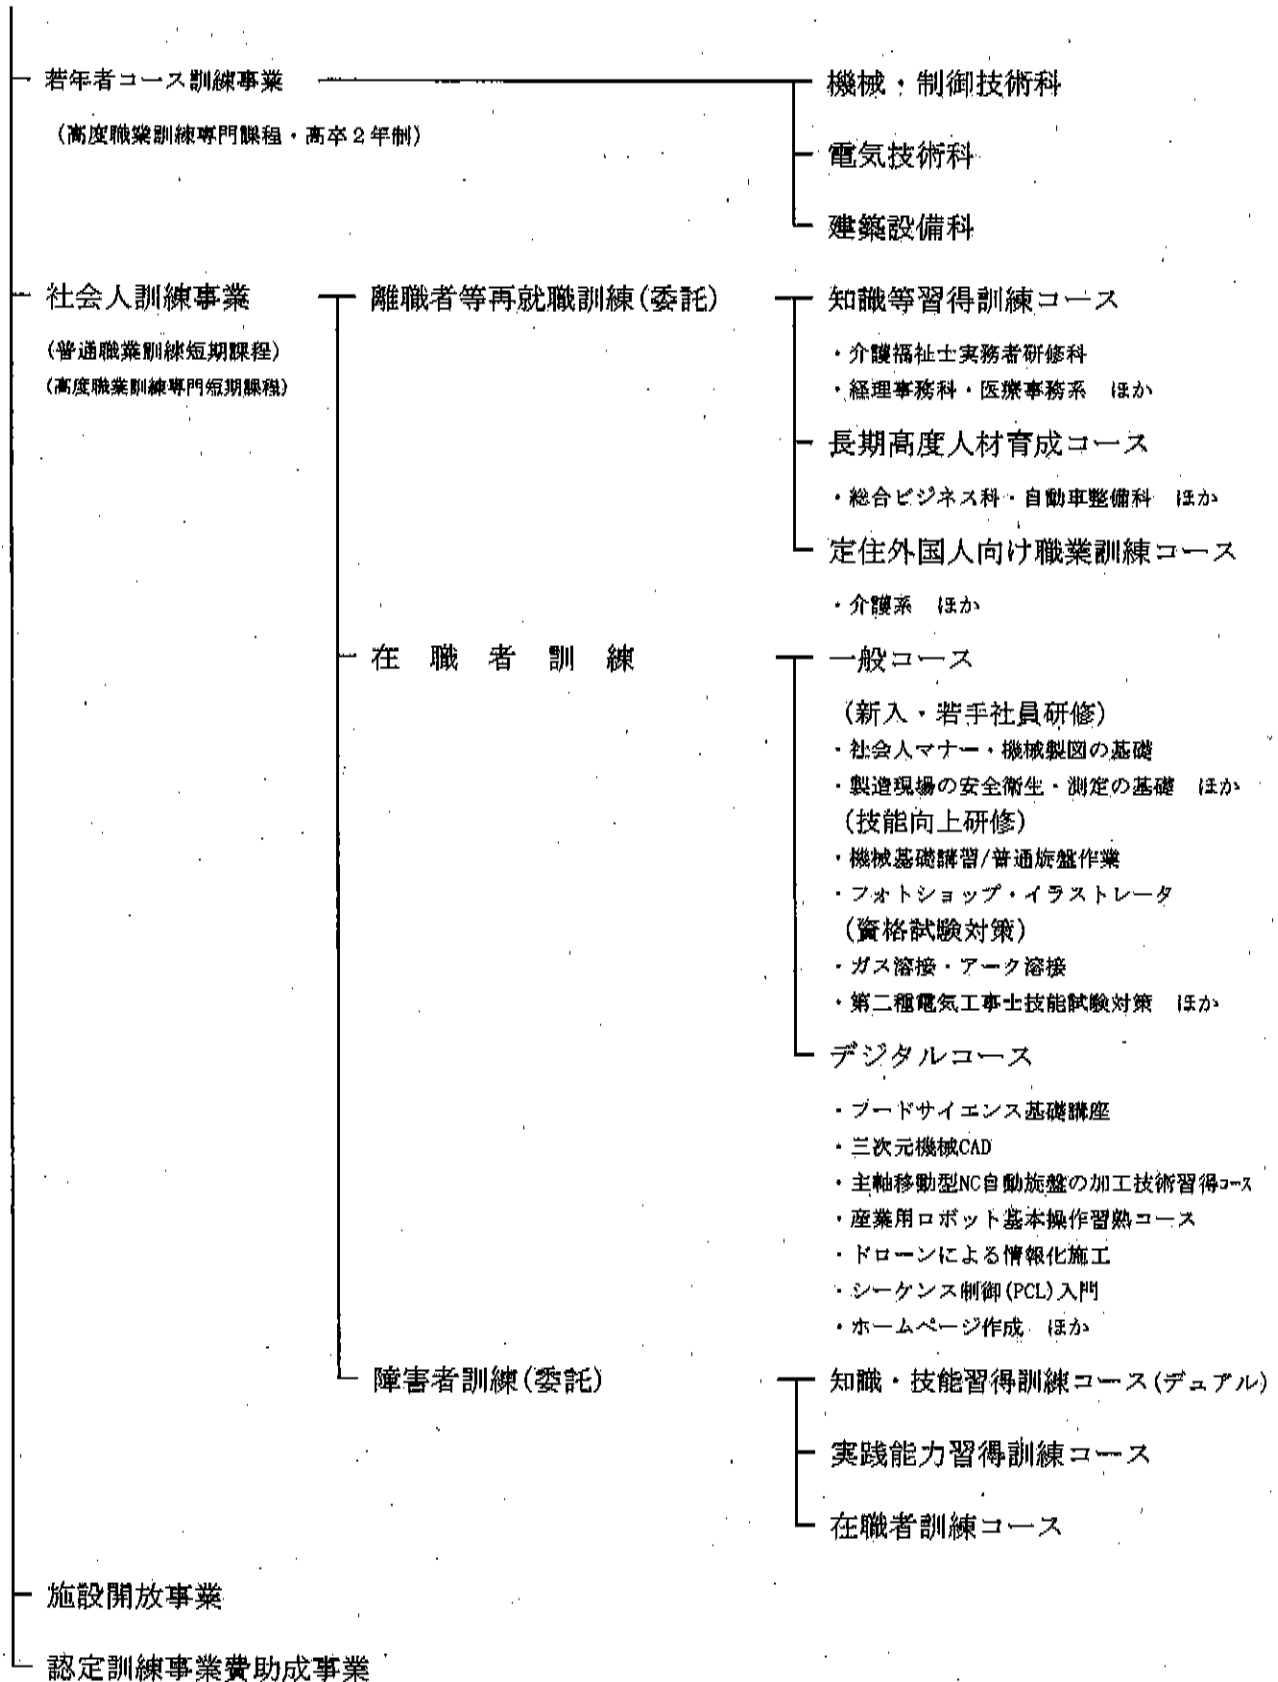 若年者コース訓練事業
機械・制御技術科
(高度職業訓練専門課程・高卒2年制)
電気技術科
建築設備科
社会人訓練事業
離職者等再就職訓練(委託)
知識等習得訓練コース
(普通職業訓練短期課程)
(高度職業訓練専門短期課程)
・介護福祉士実務者研修科
・経理事務科・医療事務系 ほか
長期高度人材育成コース
・総合ビジネス科・自動車整備科 ほか
定住外国人向け職業訓練コース
・介護系 ほか
在職者訓練
一般コース
(新入・若手社員研修)
・社会人マナー・機械製図の基礎
・製造現場の安全衛生・測定の基礎 ほか
(技能向上研修)
・機械基礎講習/普通旋盤作業
・フォトショップ・イラストレータ
(資格試験対策)
・ガス溶接・アーク溶接
・第二種電気工事士技能試験対策 ほか
デジタルコース
・フードサイエンス基礎講座
・三次元機械CAD
・主軸移動型NC自動旋盤の加工技術習得コース
・産業用ロボット基本操作習熟コース
・ドローンによる情報化施工
・シーケンス制御(PCL)入門
・ホームページ作成 ほか
障害者訓練(委託)
知識・技能習得訓練コース(デュアル)
実践能力習得訓練コース
在職者訓練コース
施設開放事業
認定訓練事業費助成事業